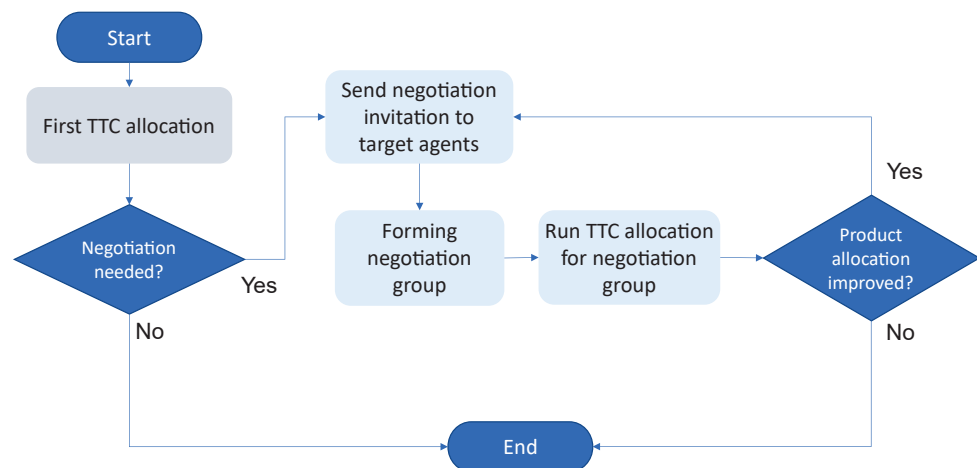 Start
First TTC allocation
Negotiation
needed?
Yes
No
Send negotiation
invitation to
target agents
Forming
negotiation
group
Run TTC allocation
for negotiation
group
Product
allocation
improved?
Yes
No
End